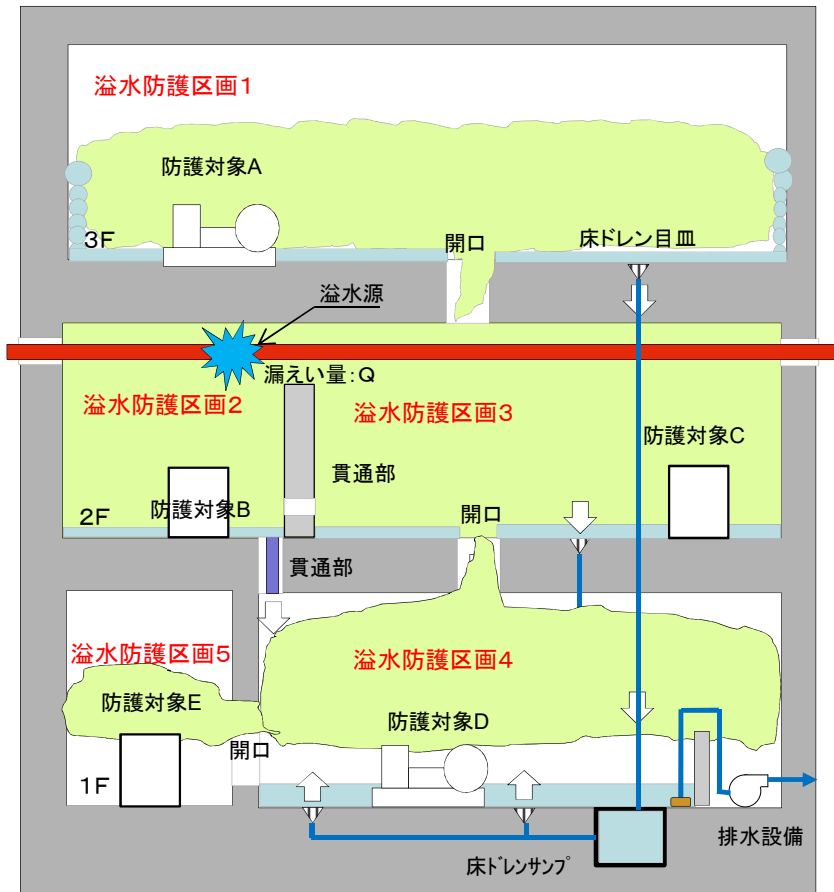 溢水防護区画1
防護対象A
3F
開口
床ドレン目皿
溢水源
漏えい量：Q
溢水防護区画2
溢水防護区画3
防護対象C
貫通部
防護対象B
2F
開口
貫通部
溢水防護区画5
溢水防護区画4
防護対象E
防護対象D
開口
1F
排水設備
床ﾄﾞﾚﾝｻﾝﾌﾟ